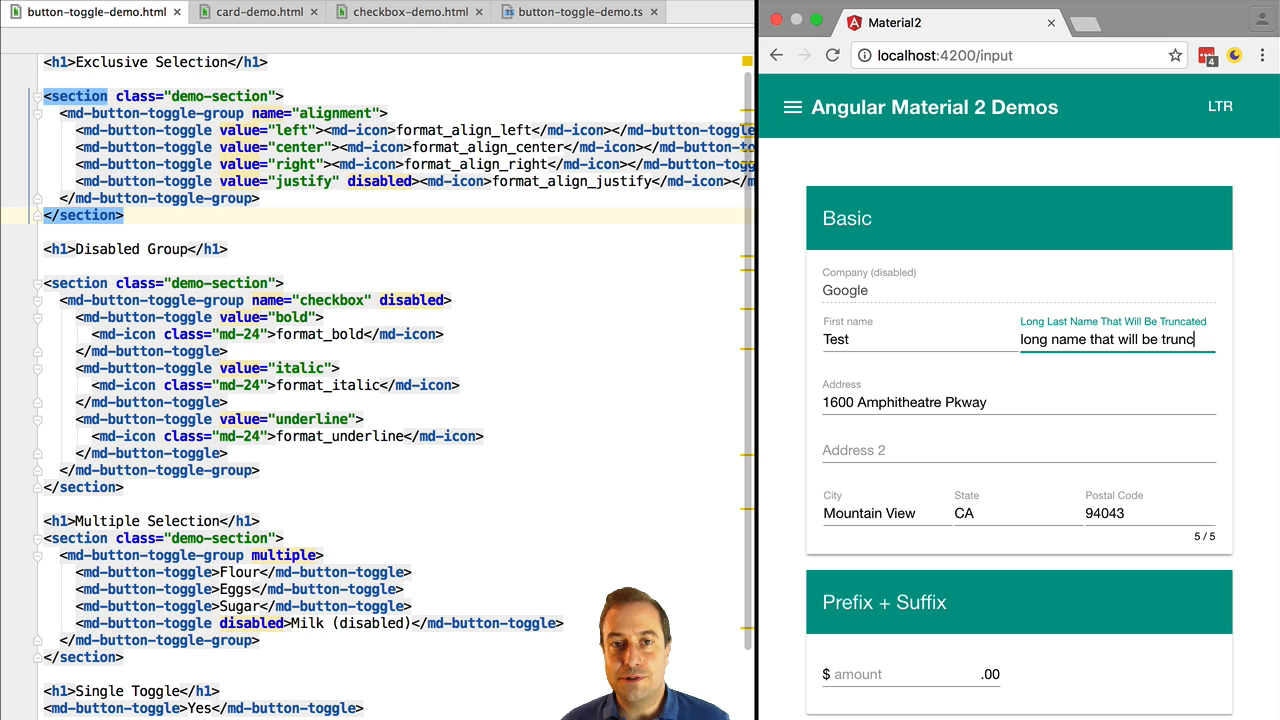 button-toggle-demo.html
card-demo.html
checkbox-demo.html
button-toggle-demo.ts
<h1>Exclusive Selection</h1>
<section class="demo-section">
<md-button-toggle-group name="alignment">
<md-button-toggle value="left"><md-icon>format_align_left</md-icon></md-button-toggle
<md-button-toggle value="center"><md-icon>format_align_center</md-icon></md-button-to
<md-button-toggle value="right"><md-icon>format_align_right</md-icon></md-button-togg
<md-button-toggle value="justify" disabled><md-icon>format_align_justify</md-icon></m
</md-button-toggle-group>
</section>
<h1>Disabled Group</h1>
<section class="demo-section">
<md-button-toggle-group name="checkbox" disabled>
<md-button-toggle value="bold">
<md-icon class="md-24">format_bold</md-icon>
</md-button-toggle>
<md-button-toggle value="italic">
<md-icon class="md-24">format_italic</md-icon>
</md-button-toggle>
<md-button-toggle value="underline">
<md-icon class="md-24">format_underline</md-icon>
</md-button-toggle>
</md-button-toggle-group>
</section>
<h1>Multiple Selection</h1>
<section class="demo-section">
<md-button-toggle-group multiple>
<md-button-toggle>Flour</md-button-toggle>
<md-button-toggle>Eggs</md-button-toggle>
<md-button-toggle>Sugar</md-button-toggle>
<md-button-toggle disabled>Milk (disabled)</md-button-toggle>
</md-button-toggle-group>
</section>
<h1>Single Toggle</h1>
<md-button-toggle>Yes</md-button-toggle>
Material2
localhost:4200/input
4
Angular Material 2 Demos
LTR
Basic
Company (disabled)
Google
First name
Test
Long Last Name That Will Be Truncated
long name that will be trunc
Address
1600 Amphitheatre Pkway
Address 2
City
Mountain View
State
CA
Postal Code
94043
5 / 5
Prefix + Suffix
$ amount .00